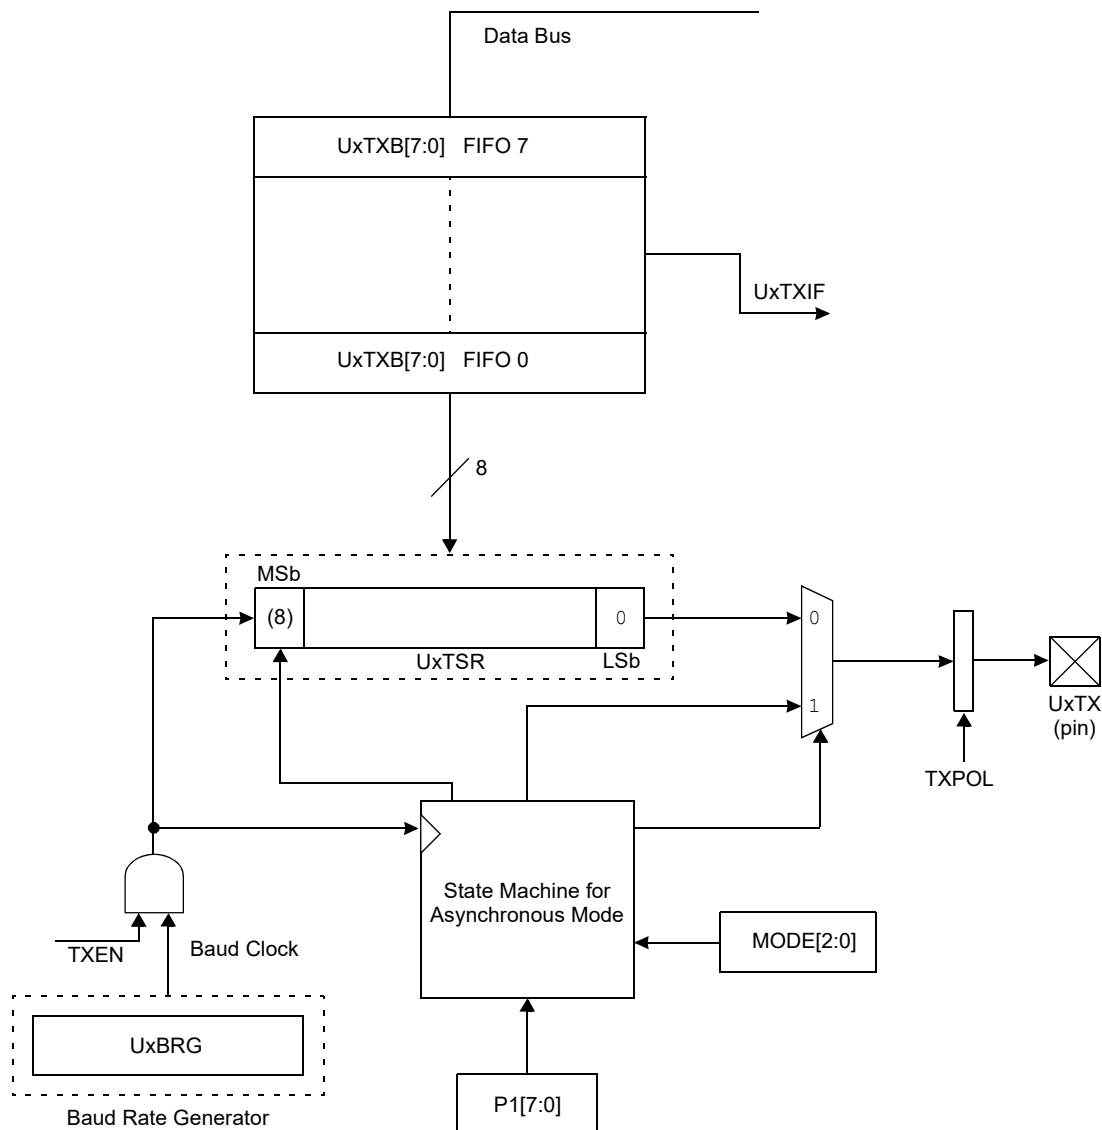 Data Bus
UxTXB[7:0] FIFO 7
UxTXIF
UxTXB[7:0] FIFO 0
8
MSb
(8)
0
UxTSR
LSb
0
1
UxTX
(pin)
TXPOL
State Machine for
Asynchronous Mode
TXEN
Baud Clock
MODE[2:0]
UxBRG
P1[7:0]
Baud Rate Generator